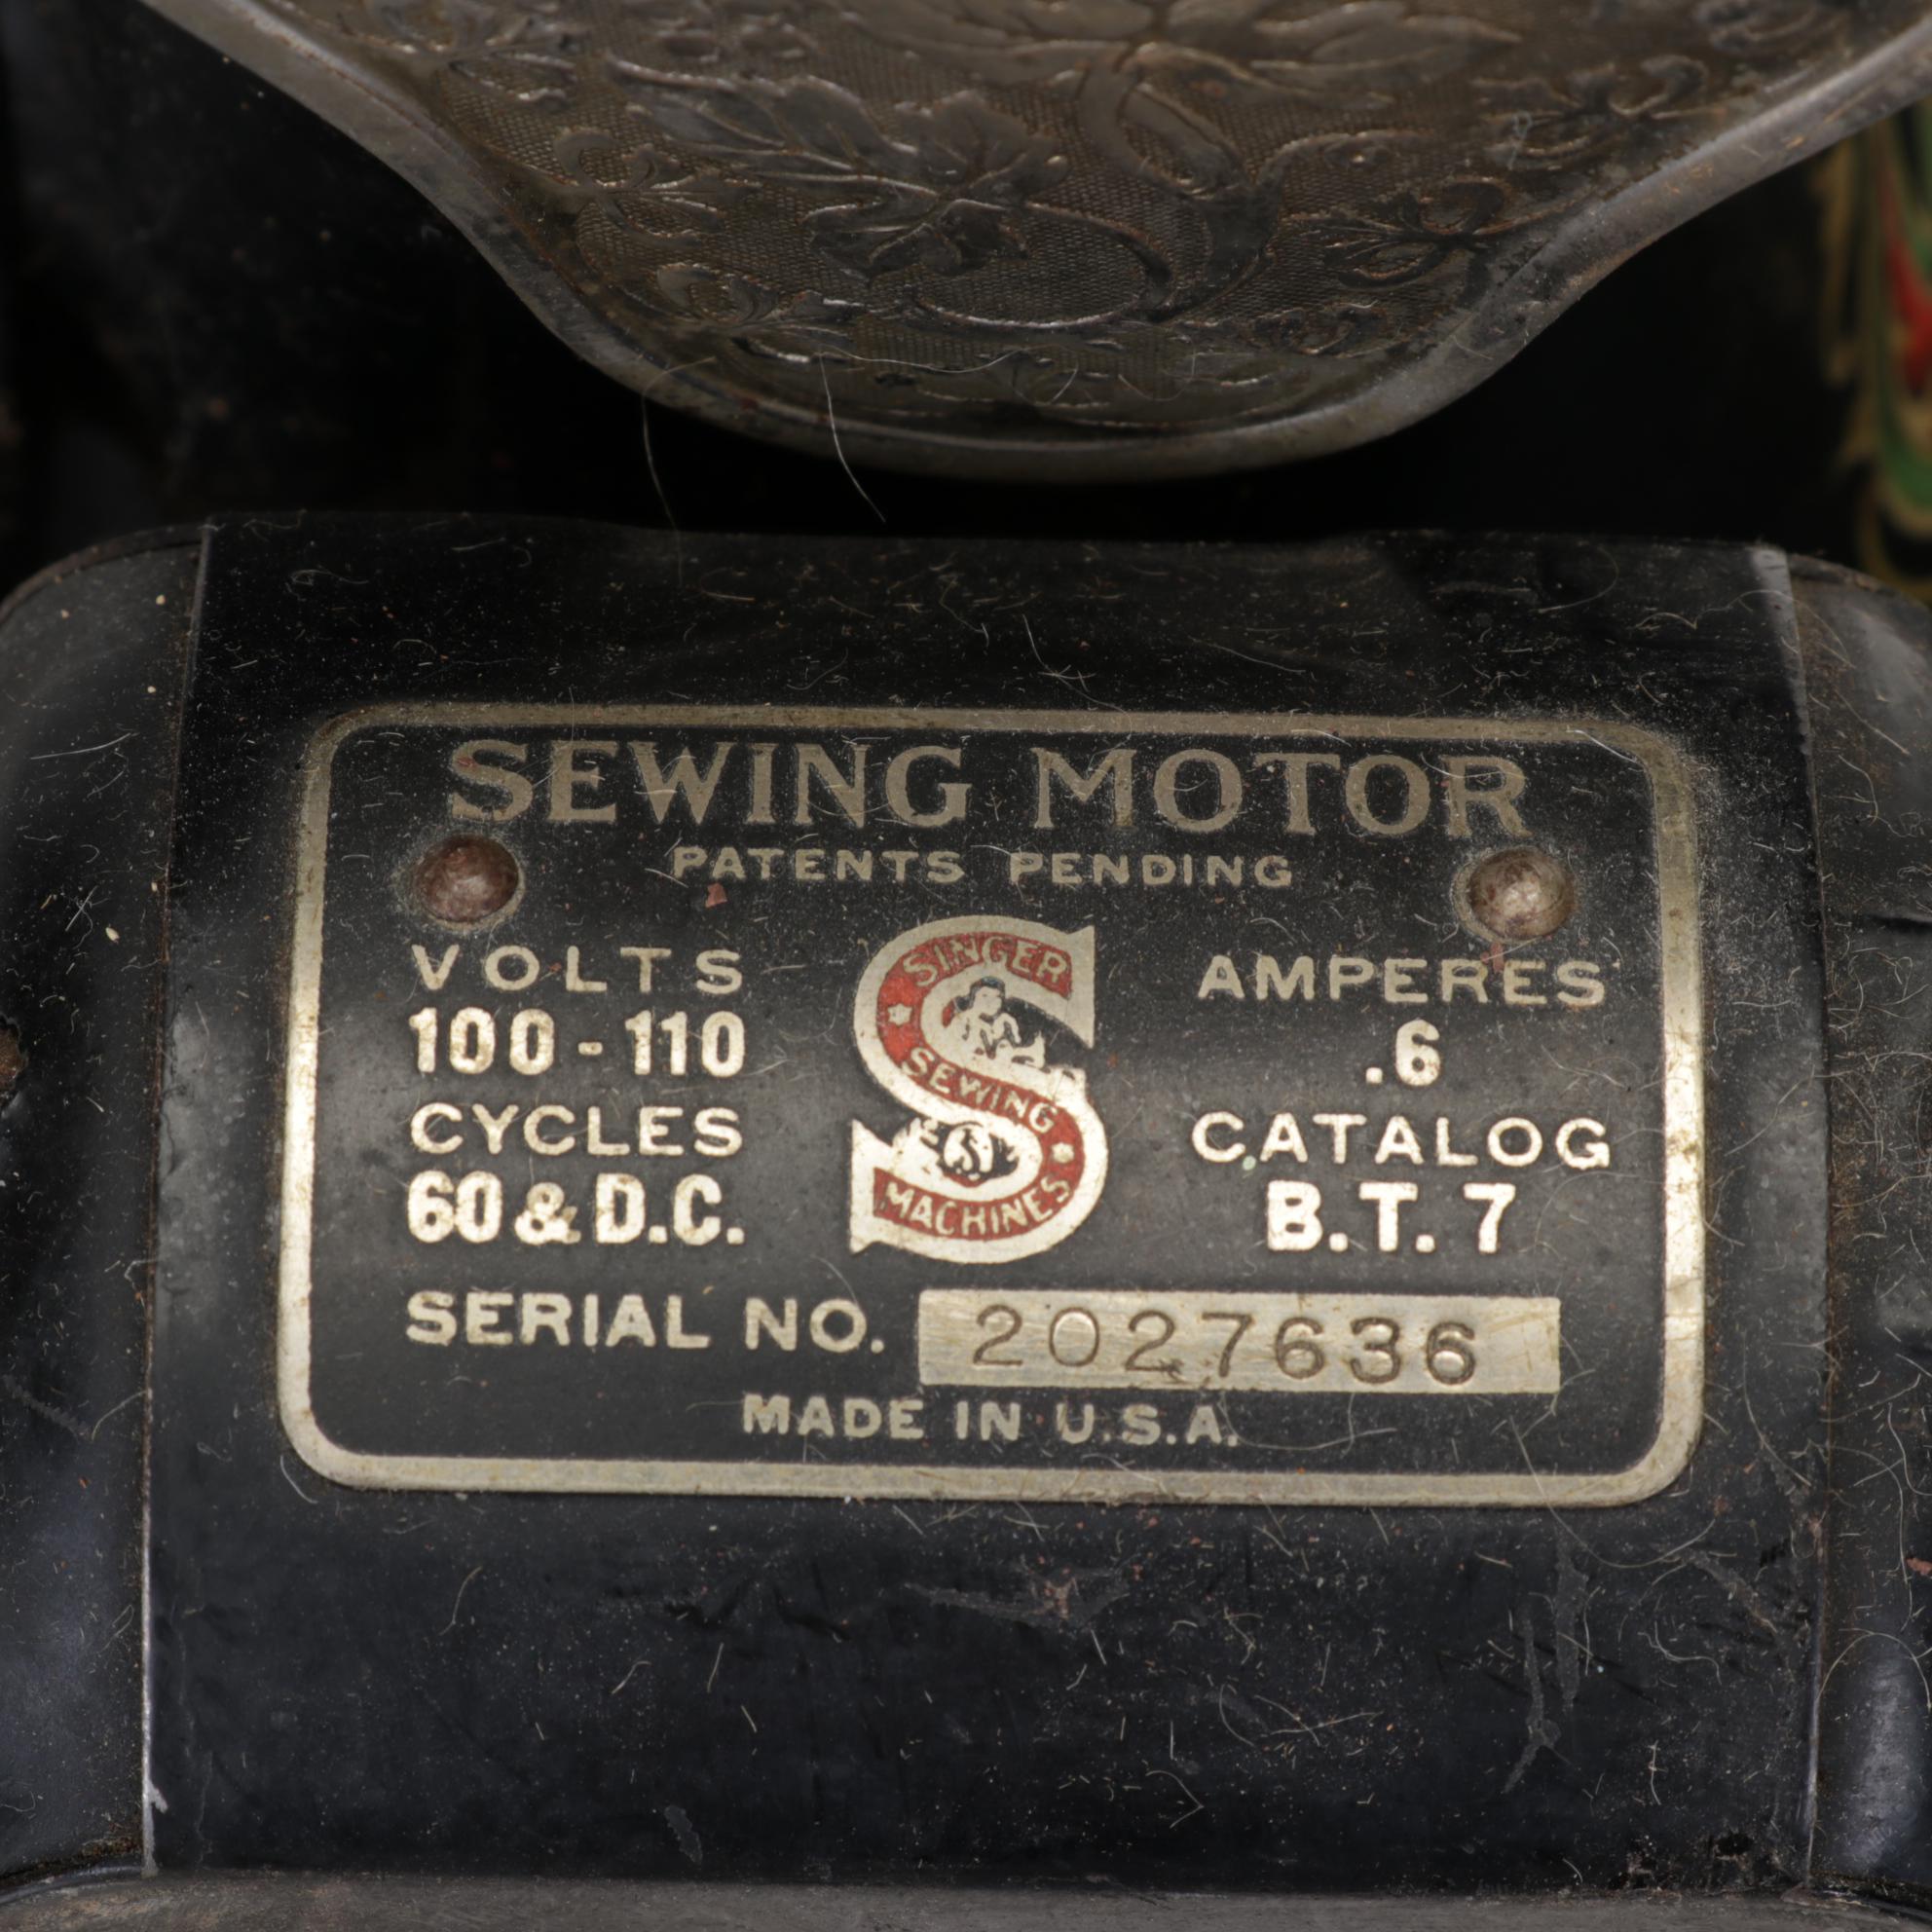 SEWING MOTOR
PATENTS PENDING
VOLTS
100-110
CYCLES
60 & D.C.
SINGER
SEWING
MACHINES
AMPERES
.6
CATALOG
B.T. 7
SERIAL NO. 2027636
MADE IN U.S.A.